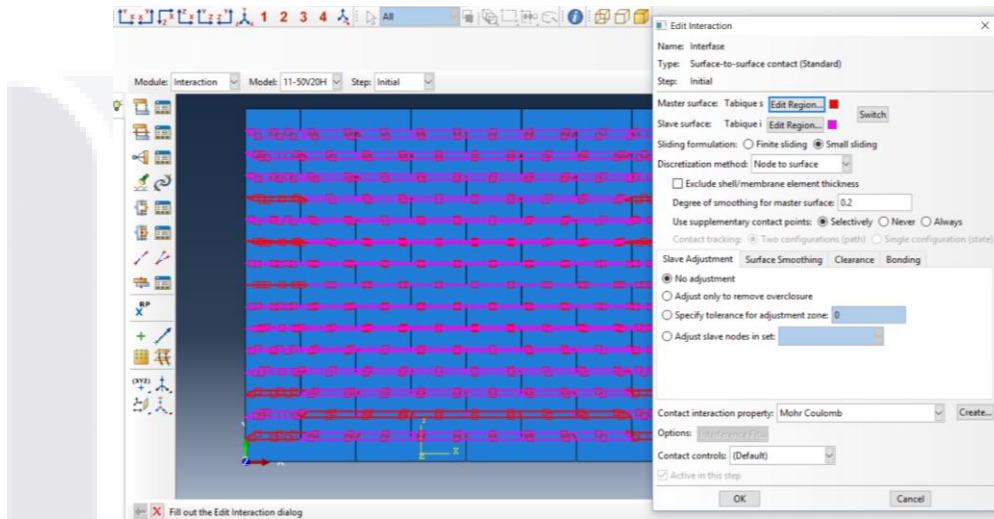 1 2 3 4 All
Edit Interaction
Name: Interfase
Type: Surface-to-surface contact (Standard)
Step: Initial
Module: Interaction Model: 11-50V20H Step: Initial
Master surface: Tabique s Edit Region...
Switch
Slave surface: Tabique i Edit Region...
Sliding formulation: Finite sliding Small sliding
Discretization method: Node to surface
Exclude shell/membrane element thickness
Degree of smoothing for master surface: 0.2
Use supplementary contact points: Selectively Never Always
Contact tracking: Two configurations (path) Single configuration (state)
Slave Adjustment Surface Smoothing Clearance Bonding
No adjustment
Adjust only to remove overclosure
Specify tolerance for adjustment zone: 0
Adjust slave nodes in set:
RP
(XYZ)
Contact interaction property: Mohr Coulomb Create...
Options: Interference Fit...
Contact controls: (Default)
Active in this step
OK Cancel
Z X
X
Fill out the Edit Interaction dialog